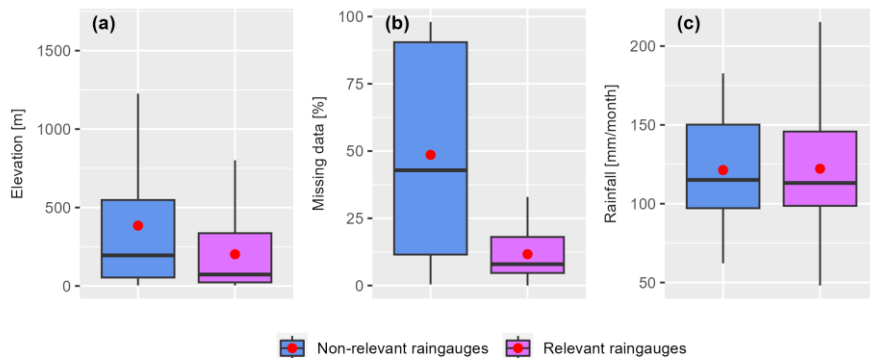 (a)
Elevation [m]
1500
1000
500
0
(b)
Missing data [%]
100
75
50
25
0
(c)
Rainfall [mm/month]
200
150
100
50
Non-relevant raingauges
Relevant raingauges